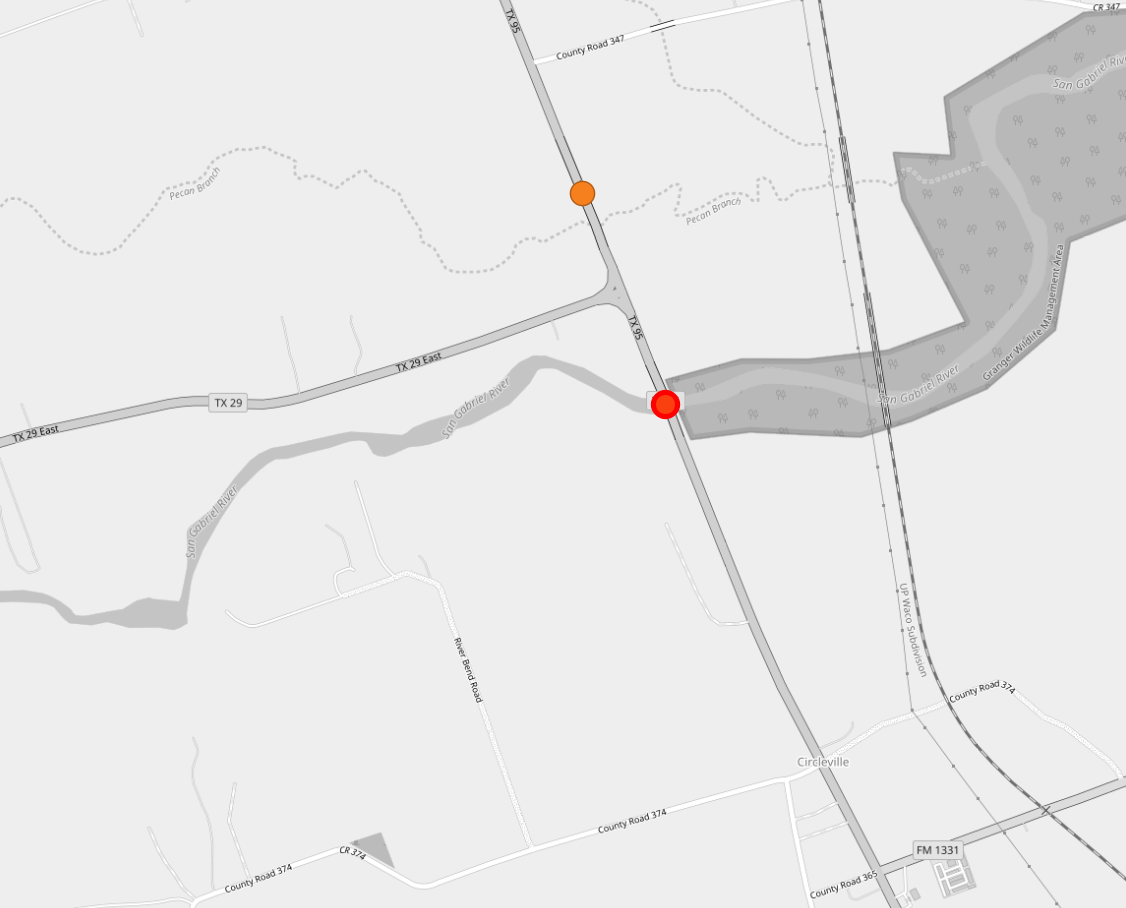 TX 95
CR 347
County Road 347
San Gabriel River
Pecan Branch
Pecan Branch
TX 95
Granger Wildlife Management Area
TX 29 East
San Gabriel River
San Gabriel River
TX 29
TX 29 East
San Gabriel River
UP Waco Subdivision
River Bend Road
County Road 374
Circleville
County Road 374
CR 374
FM 1331
County Road 374
County Road 365